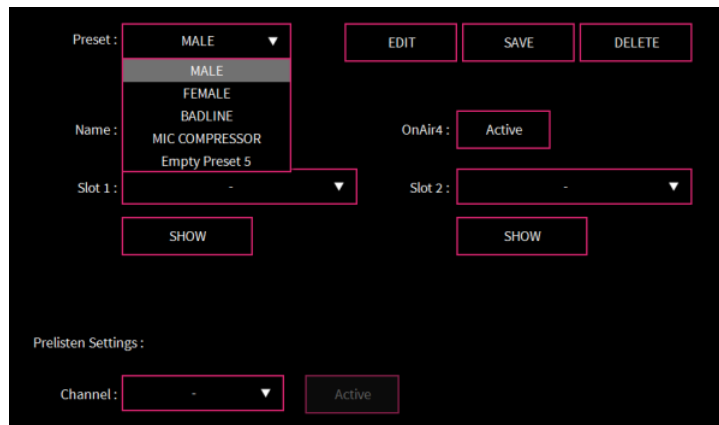 Preset : MALE ▼ EDIT SAVE DELETE
MALE
FEMALE
BADLINE
MIC COMPRESSOR
Empty Preset 5
Name : OnAir4 : Active
Slot 1 : - ▼ Slot 2 : - ▼
SHOW SHOW
Prelisten Settings :
Channel : - ▼ Active